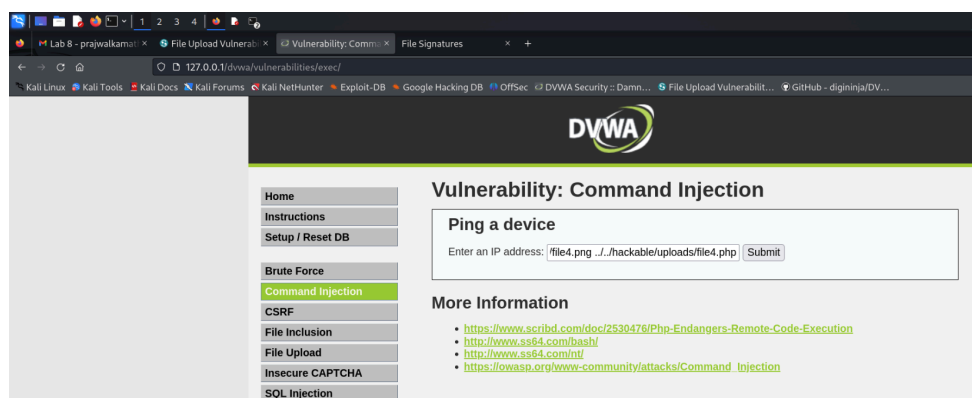 1 2 3 4
Lab 8 - prajwalkamat
File Upload Vulnerabi
Vulnerability: Comma
File Signatures
127.0.0.1/dvwa/vulnerabilities/exec/
Kali Linux Kali Tools Kali Docs Kali Forums Kali NetHunter Exploit-DB Google Hacking DB OffSec DVWA Security :: Damn... File Upload Vulnerabilit... GitHub - digininja/DV...
DVWA
Home
Instructions
Setup / Reset DB
Brute Force
Command Injection
CSRF
File Inclusion
File Upload
Insecure CAPTCHA
SQL Injection
Vulnerability: Command Injection
Ping a device
Enter an IP address: /file4.png ../../hackable/uploads/file4.php Submit
More Information
https://www.scribd.com/doc/2530476/Php-Endangers-Remote-Code-Execution
http://www.ss64.com/bash/
http://www.ss64.com/nt/
https://owasp.org/www-community/attacks/Command_Injection